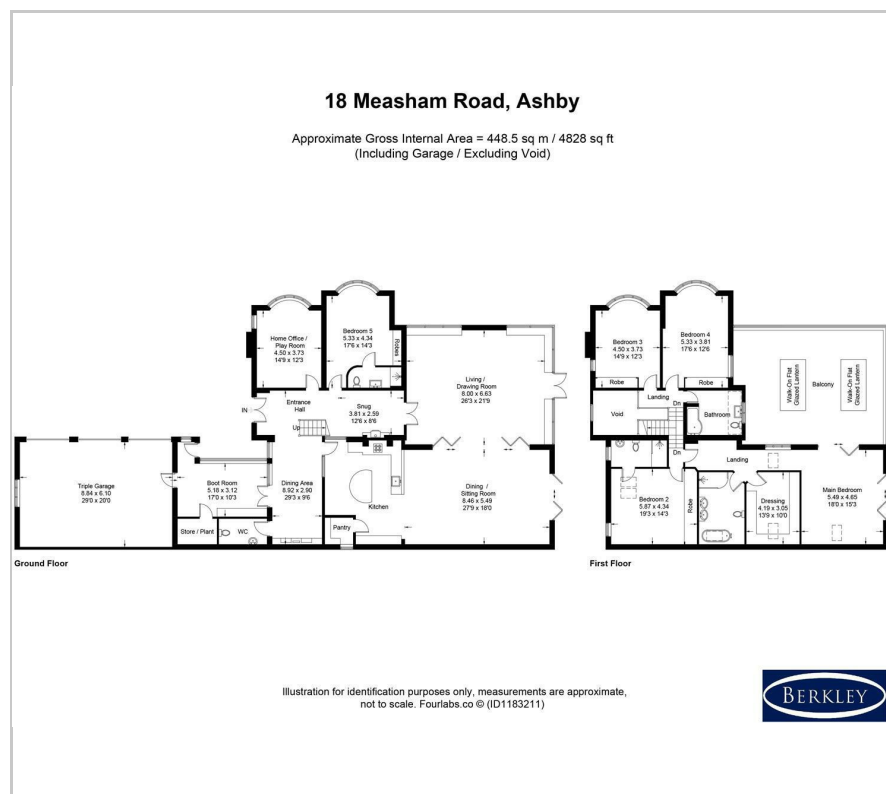 18 Measham Road, Ashby
Approximate Gross Internal Area = 448.5 sq m / 4828 sq ft
(Including Garage / Excluding Void)
Home Office /
Play Room
4.50 x 3.73
14'9 x 12'3
Bedroom 5
5.33 x 4.34
17'6 x 14'3
Robes
Living /
Drawing Room
8.00 x 6.63
26'3 x 21'9
IN
Entrance
Hall
Up
Snug
3.81 x 2.59
12'6 x 8'6
Triple Garage
8.84 x 6.10
29'0 x 20'0
Boot Room
5.18 x 3.12
17'0 x 10'3
Store / Plant
WC
Dining Area
8.92 x 2.90
29'3 x 9'6
Kitchen
Pantry
Dining /
Sitting Room
8.46 x 5.49
27'9 x 18'0
Ground Floor
Bedroom 3
4.50 x 3.73
14'9 x 12'3
Robe
Bedroom 4
5.33 x 3.81
17'6 x 12'6
Robe
Walk-On Flat
Glazed Lantern
Balcony
Walk-On Flat
Glazed Lantern
Void
Landing
Dn
Bathroom
Dn
Landing
Bedroom 2
5.87 x 4.34
19'3 x 14'3
Robe
Dressing
4.19 x 3.05
13'9 x 10'0
Main Bedroom
5.49 x 4.65
18'0 x 15'3
First Floor
Illustration for identification purposes only, measurements are approximate,
not to scale. Fourlabs.co © (ID1183211)
BERKLEY